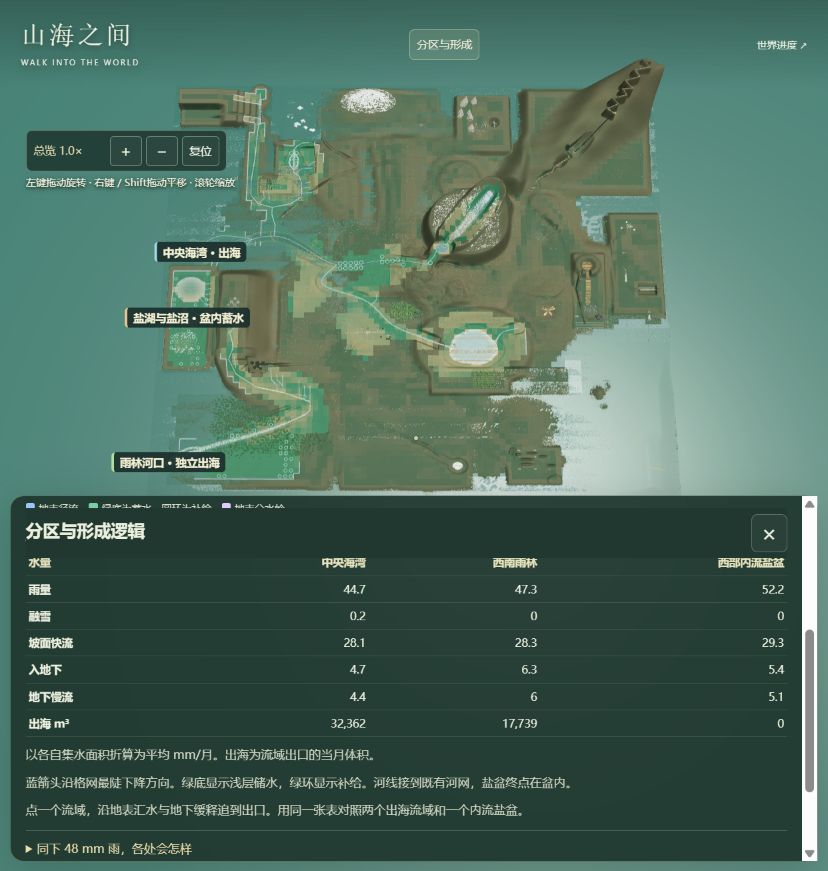 山海之间
WALK INTO THE WORLD
分区与形成
世界进度 ↗
总览 1.0×
+
−
复位
左键拖动旋转 · 右键 / Shift拖动平移 · 滚轮缩放
中央海湾 · 出海
盐湖与盐沼 · 盆内蓄水
雨林河口 · 独立出海
分区与形成逻辑
×
水量 中央海湾 西南雨林 西部内流盐盆
雨量 44.7 47.3 52.2
融雪 0.2 0 0
坡面快流 28.1 28.3 29.3
入地下 4.7 6.3 5.4
地下慢流 4.4 6 5.1
出海 m³ 32,362 17,739 0
以各自集水面积折算为平均 mm/月。出海为流域出口的当月体积。
蓝箭头沿格网最陡下降方向。绿底显示浅层储水，绿环显示补给。河线接到既有河网，盐盆终点在盆内。
点一个流域，沿地表汇水与地下缓释追到出口。用同一张表对照两个出海流域和一个内流盐盆。
▶ 同下 48 mm 雨，各处会怎样